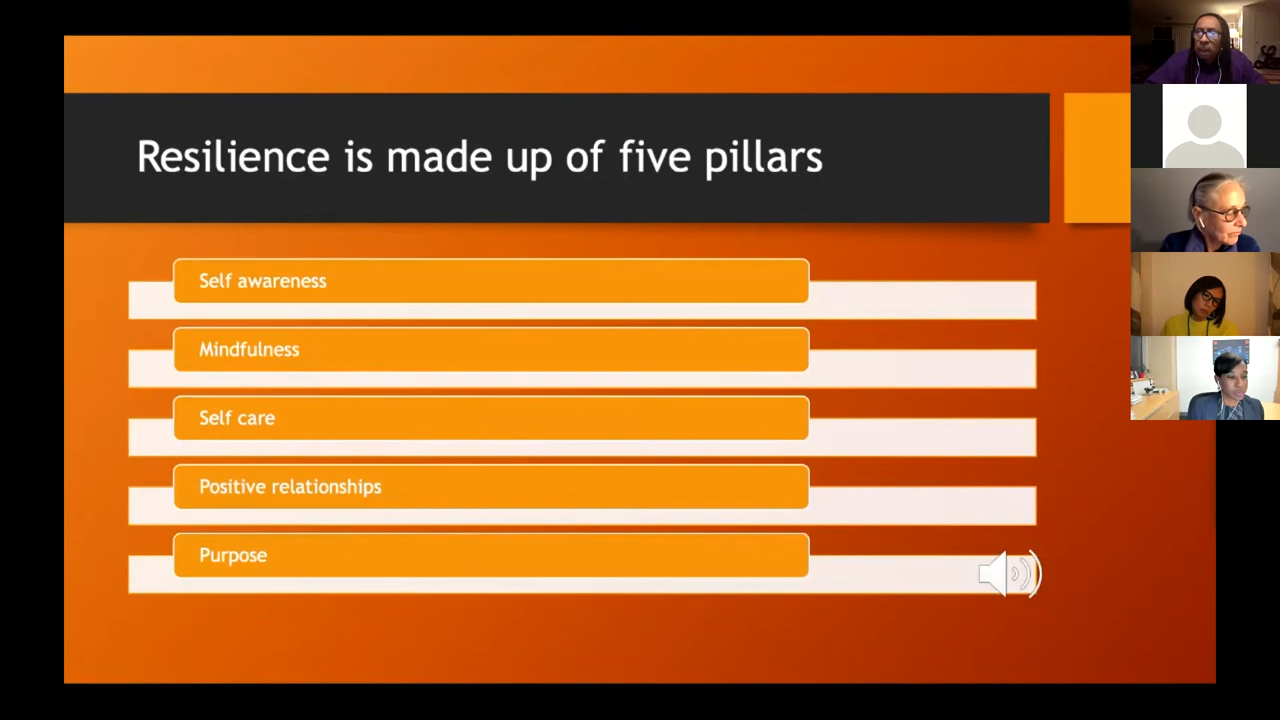 Resilience is made up of five pillars
Self awareness
Mindfulness
Self care
Positive relationships
Purpose